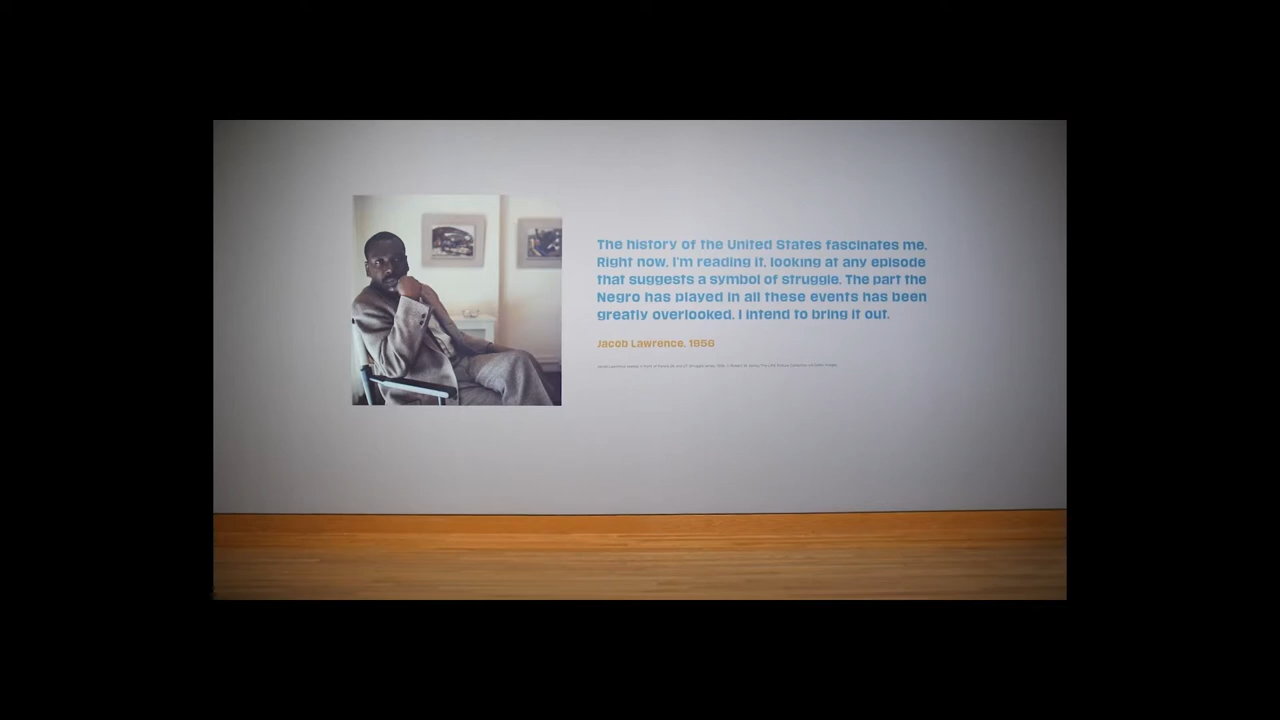 The history of the United States fascinates me.
Right now, I'm reading it, looking at any episode
that suggests a symbol of struggle. The part the
Negro has played in all these events has been
greatly overlooked. I intend to bring it out.
Jacob Lawrence, 1956